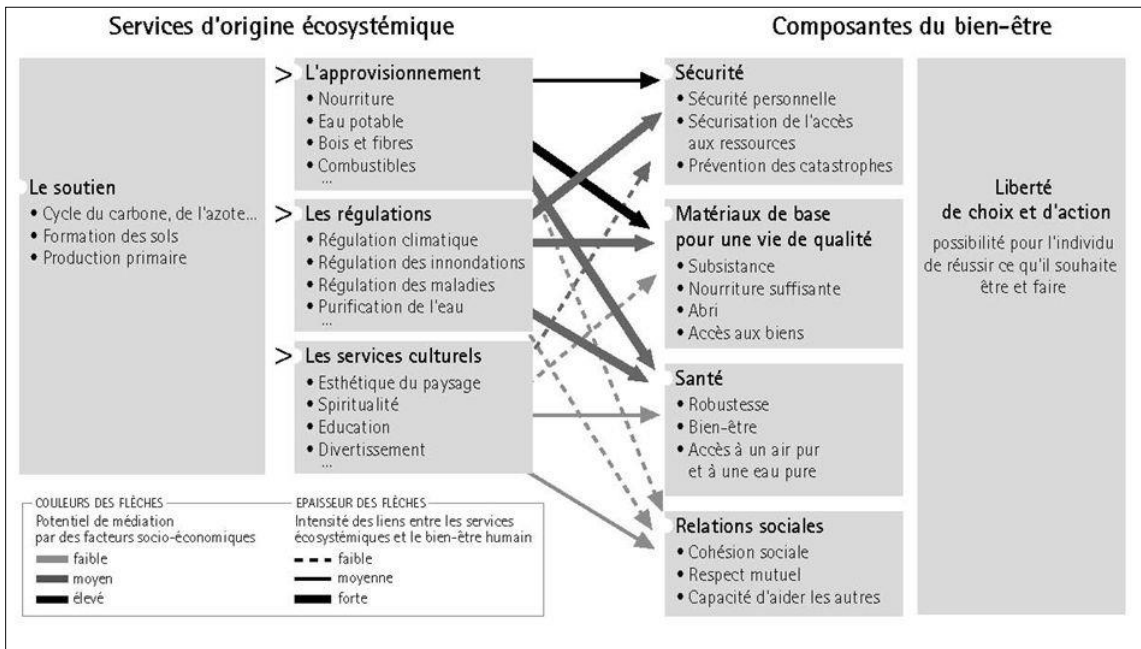 Services d'origine écosystémique
Le soutien
• Cycle du carbone, de l'azote...
• Formation des sols
• Production primaire
>
L'approvisionnement
• Nourriture
• Eau potable
• Bois et fibres
• Combustibles
...
>
Les régulations
• Régulation climatique
• Régulation des innondations
• Régulation des maladies
• Purification de l'eau
...
>
Les services culturels
• Esthétique du paysage
• Spiritualité
• Education
• Divertissement
...
Composantes du bien-être
Sécurité
• Sécurité personnelle
• Sécurisation de l'accès
aux ressources
• Prévention des catastrophes
Matériaux de base
pour une vie de qualité
• Subsistance
• Nourriture suffisante
• Abri
• Accès aux biens
Santé
• Robustesse
• Bien-être
• Accès à un air pur
et à une eau pure
Relations sociales
• Cohésion sociale
• Respect mutuel
• Capacité d'aider les autres
Liberté
de choix et d'action
possibilité pour l'individu
de réussir ce qu'il souhaite
être et faire
COULEURS DES FLÈCHES
Potentiel de médiation
par des facteurs socio-économiques
faible
moyen
élevé
EPAISSEUR DES FLÈCHES
Intensité des liens entre les services
écosystémiques et le bien-être humain
faible
moyenne
forte